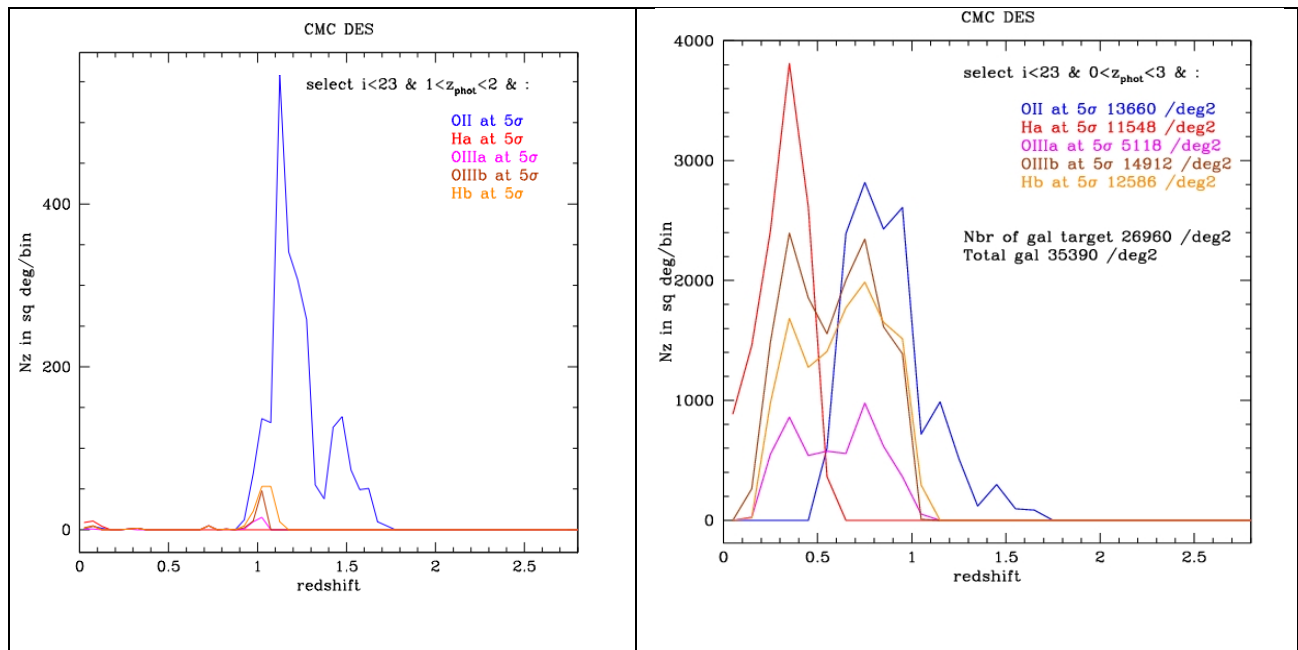 CMC DES
select i<23 & 1<zphot<2 & :
OII at 5σ
Ha at 5σ
OIIIa at 5σ
OIIIb at 5σ
Hb at 5σ
Nz in sq deg/bin
400
200
0
0 0.5 1 1.5 2 2.5
redshift
CMC DES
select i<23 & 0<zphot<3 & :
OII at 5σ 13660 /deg2
Ha at 5σ 11548 /deg2
OIIIa at 5σ 5118 /deg2
OIIIb at 5σ 14912 /deg2
Hb at 5σ 12586 /deg2
Nbr of gal target 26960 /deg2
Total gal 35390 /deg2
Nz in sq deg/bin
4000
3000
2000
1000
0
0 0.5 1 1.5 2 2.5
redshift